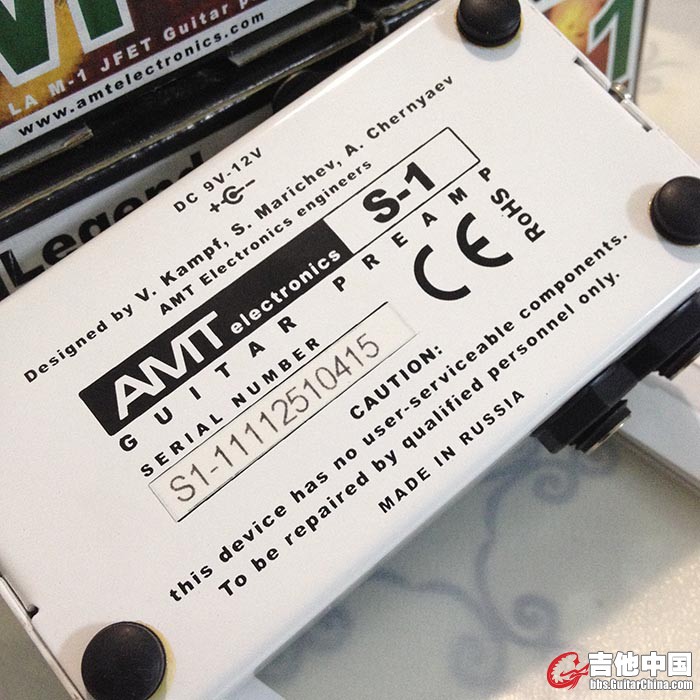 LA M-1 JFET Guitar p
www.amtelectronics.com
1
Legend
DC 9V-12V
+ -
Designed by V. Kampf, S. Marichev, A. Chernyaev
AMT Electronics engineers
AMT electronics S-1
GUITAR PREAMP
CE ROHS
SERIAL NUMBER
S1-11112510415
CAUTION:
this device has no user-serviceable components.
To be repaired by qualified personnel only.
MADE IN RUSSIA
吉他中国
bbs.GuitarChina.com